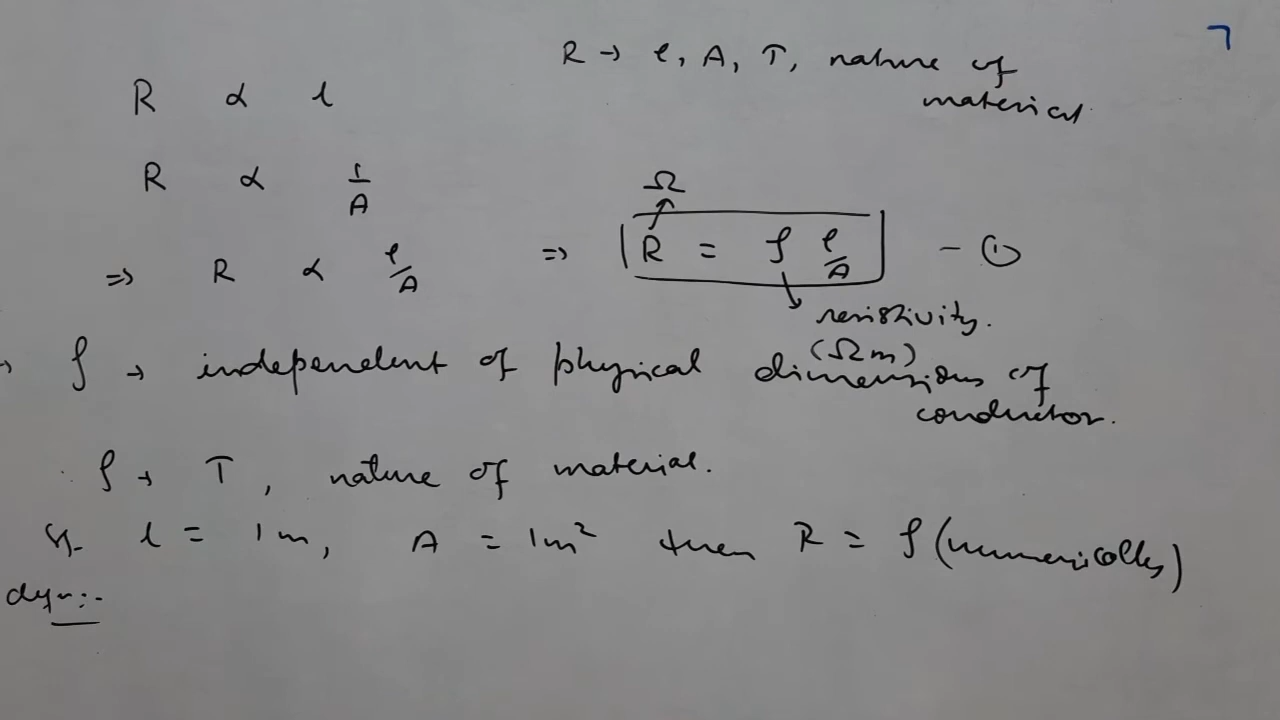 7
R → l, A, T, nature of
material
R ∝ l
R ∝ 1/A
Ω
⇒ R ∝ l/A ⇒ R = ρ l/A - ①
resistivity.
(Ωm)
→ ρ → independent of physical dimensions of
conductor.
ρ → T, nature of material.
If l = 1m, A = 1m² then R = ρ (numerically)
defn:-